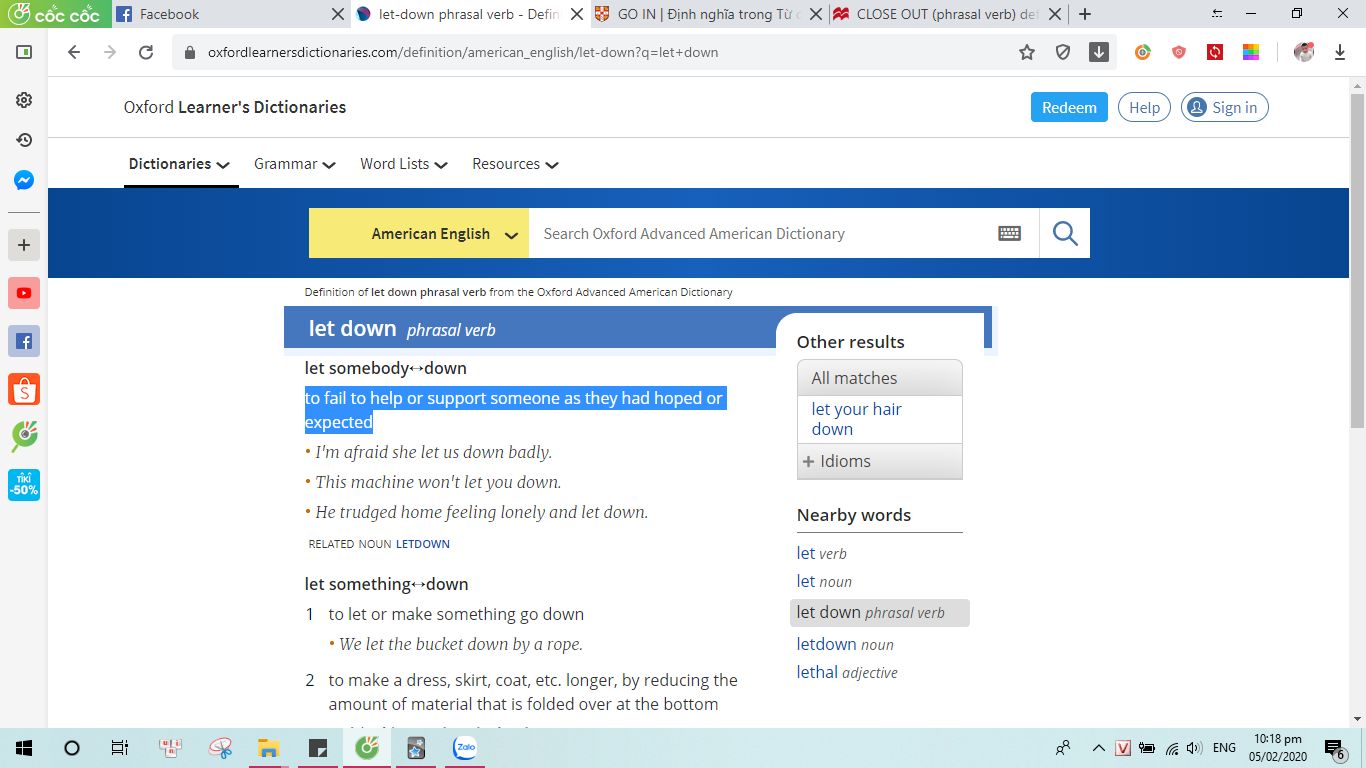 cốc cốc
Facebook
let-down phrasal verb - Defin
GO IN | Định nghĩa trong Từ
CLOSE OUT (phrasal verb) de
oxfordlearnersdictionaries.com/definition/american_english/let-down?q=let+down
Oxford Learner's Dictionaries
Redeem
Help
Sign in
Dictionaries
Grammar
Word Lists
Resources
American English
Search Oxford Advanced American Dictionary
Definition of let down phrasal verb from the Oxford Advanced American Dictionary
let down phrasal verb
let somebody↔down
to fail to help or support someone as they had hoped or
expected
• I'm afraid she let us down badly.
• This machine won't let you down.
• He trudged home feeling lonely and let down.
RELATED NOUN LETDOWN
let something↔down
1 to let or make something go down
• We let the bucket down by a rope.
2 to make a dress, skirt, coat, etc. longer, by reducing the
amount of material that is folded over at the bottom
Other results
All matches
let your hair
down
+ Idioms
Nearby words
let verb
let noun
let down phrasal verb
letdown noun
lethal adjective
TIKI
-50%
Zalo
V
ENG
10:18 pm
05/02/2020
6